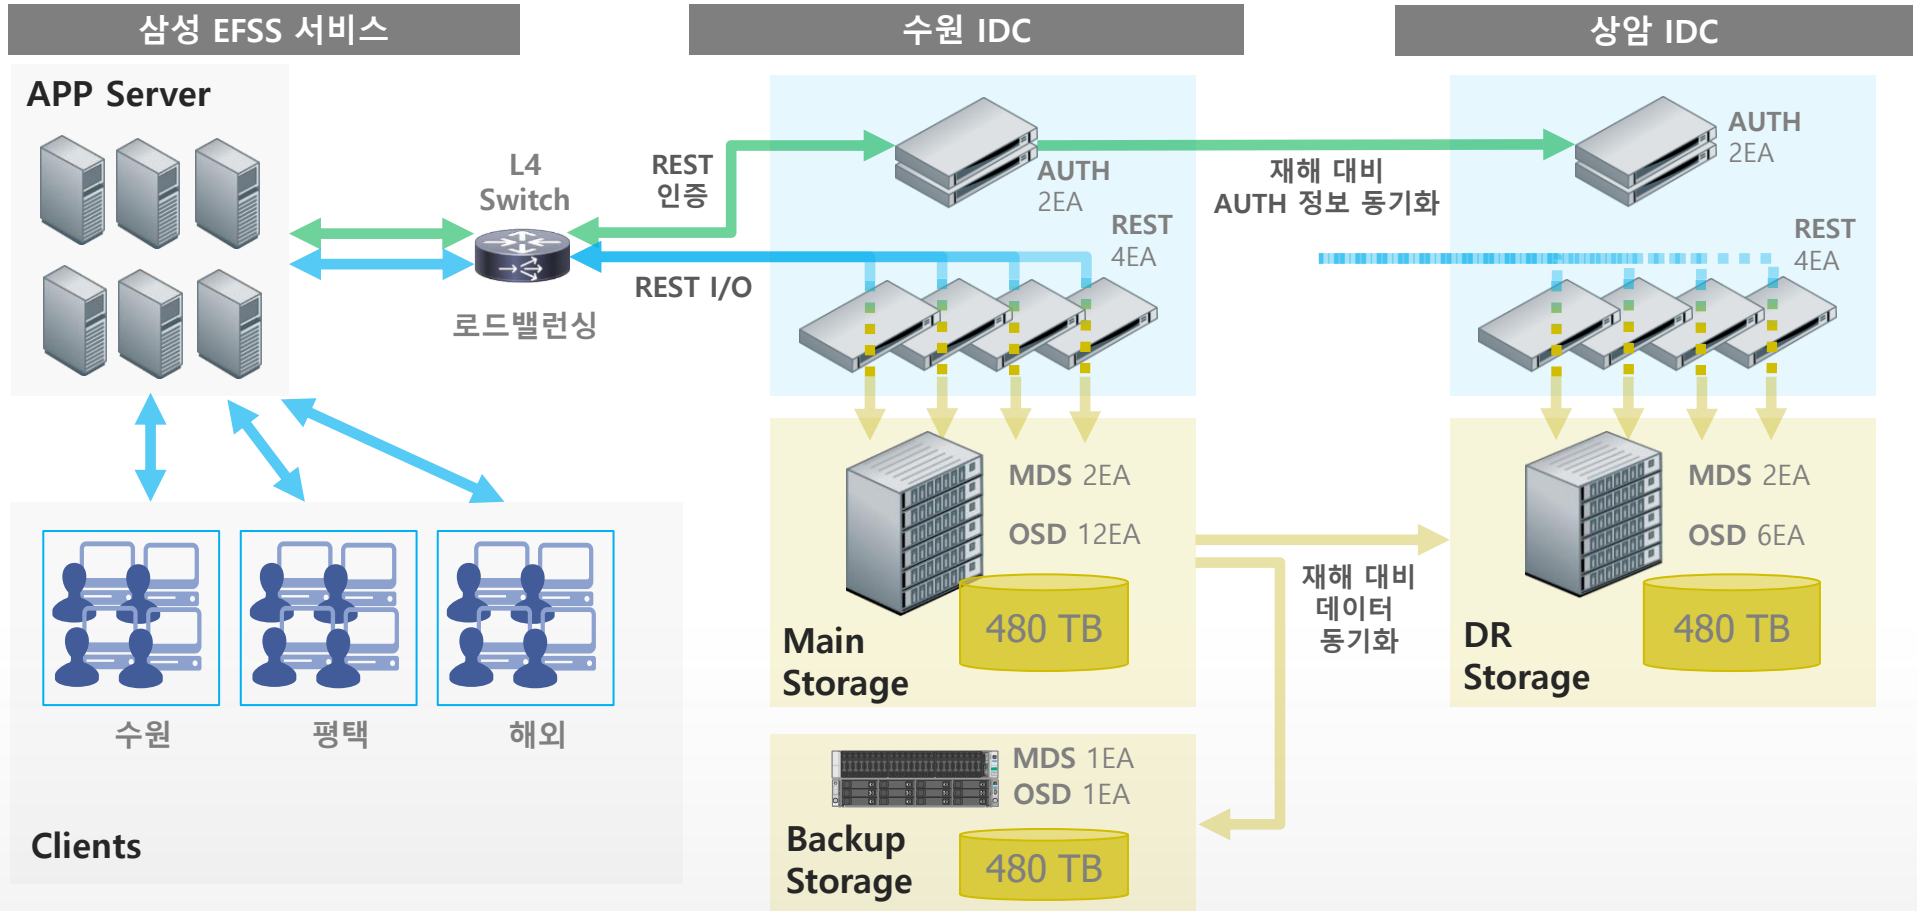 삼성 EFSS 서비스
수원 IDC
상암 IDC
APP Server
L4
Switch
로드밸런싱
REST
인증
REST I/O
AUTH
2EA
REST
4EA
재해 대비
AUTH 정보 동기화
AUTH
2EA
REST
4EA
MDS 2EA
OSD 12EA
480 TB
Main
Storage
재해 대비
데이터
동기화
MDS 2EA
OSD 6EA
480 TB
DR
Storage
수원
평택
해외
Clients
MDS 1EA
OSD 1EA
Backup
Storage
480 TB